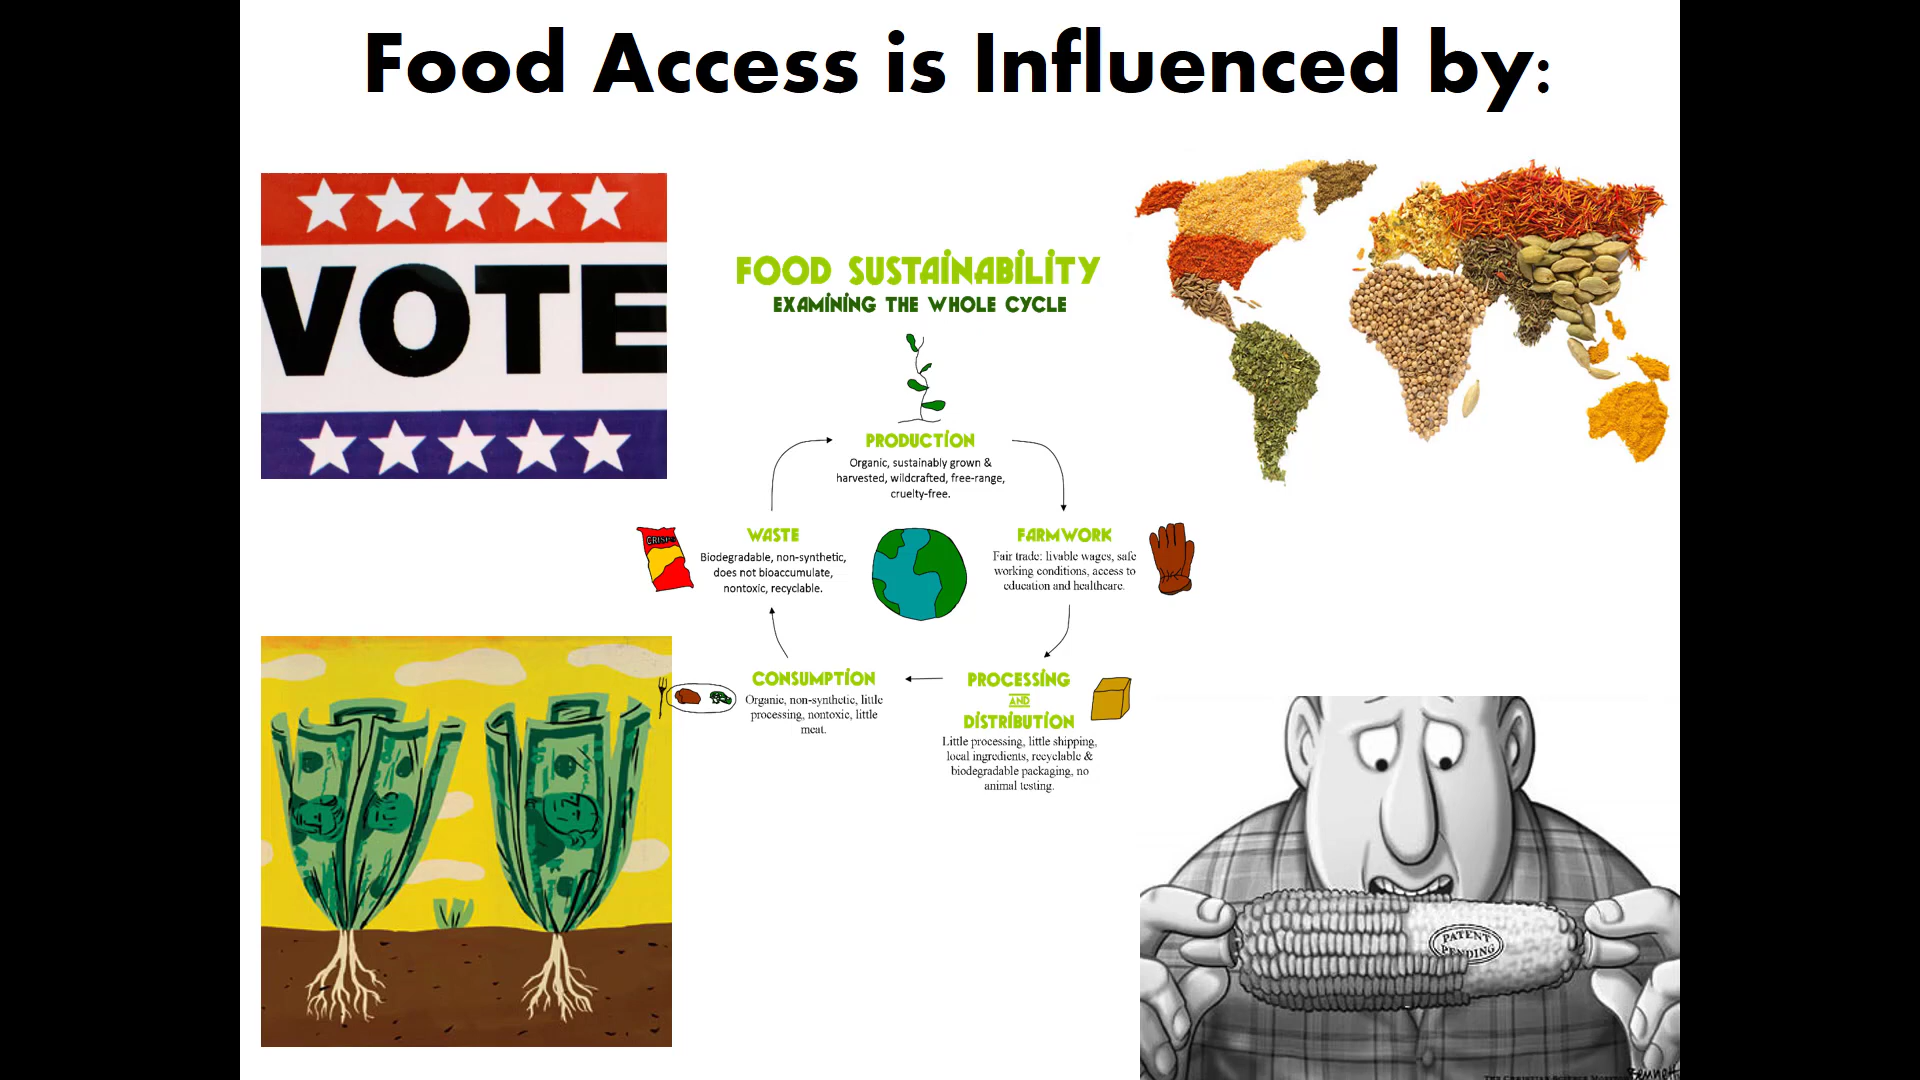 Food Access is Influenced by:
VOTE
FOOD SUSTAINABILITY
EXAMINING THE WHOLE CYCLE
PRODUCTION
Organic, sustainably grown &
harvested, wildcrafted, free-range,
cruelty-free.
WASTE
Biodegradable, non-synthetic,
does not bioaccumulate,
nontoxic, recyclable.
FARMWORK
Fair trade: livable wages, safe
working conditions, access to
education and healthcare.
CONSUMPTION
Organic, non-synthetic, little
processing, nontoxic, little
meat.
PROCESSING
AND
DISTRIBUTION
Little processing, little shipping,
local ingredients, recyclable &
biodegradable packaging, no
animal testing.
PATENT
PENDING
Bennett